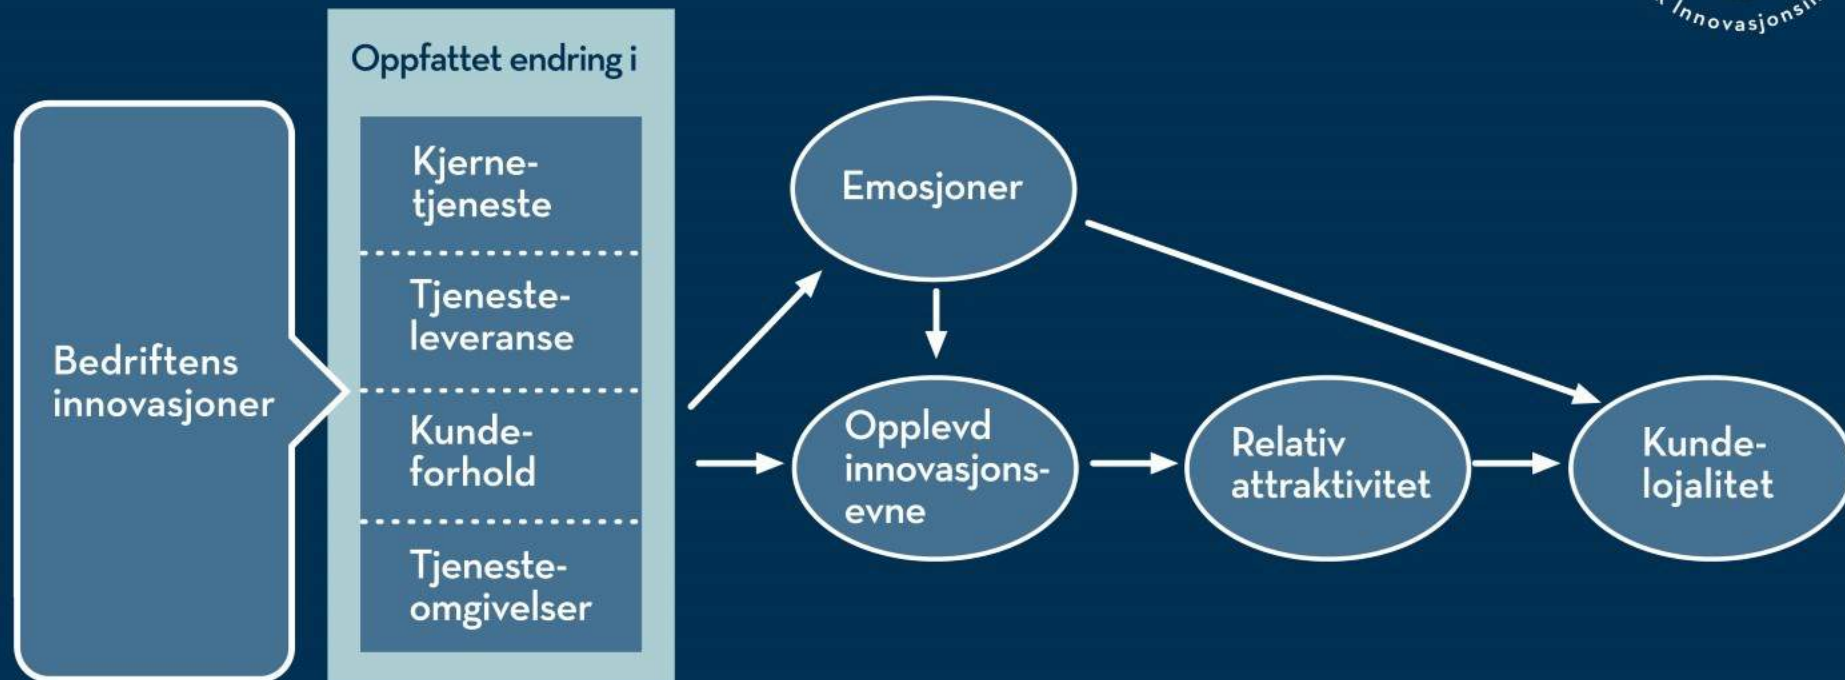 Innovasjonsin
Oppfattet endring i
Bedriftens
innovasjoner
Kjerne-
tjeneste
Tjeneste-
leveranse
Kunde-
forhold
Tjeneste-
omgivelser
Emosjoner
Opplevd
innovasjons-
evne
Relativ
attraktivitet
Kunde-
lojalitet